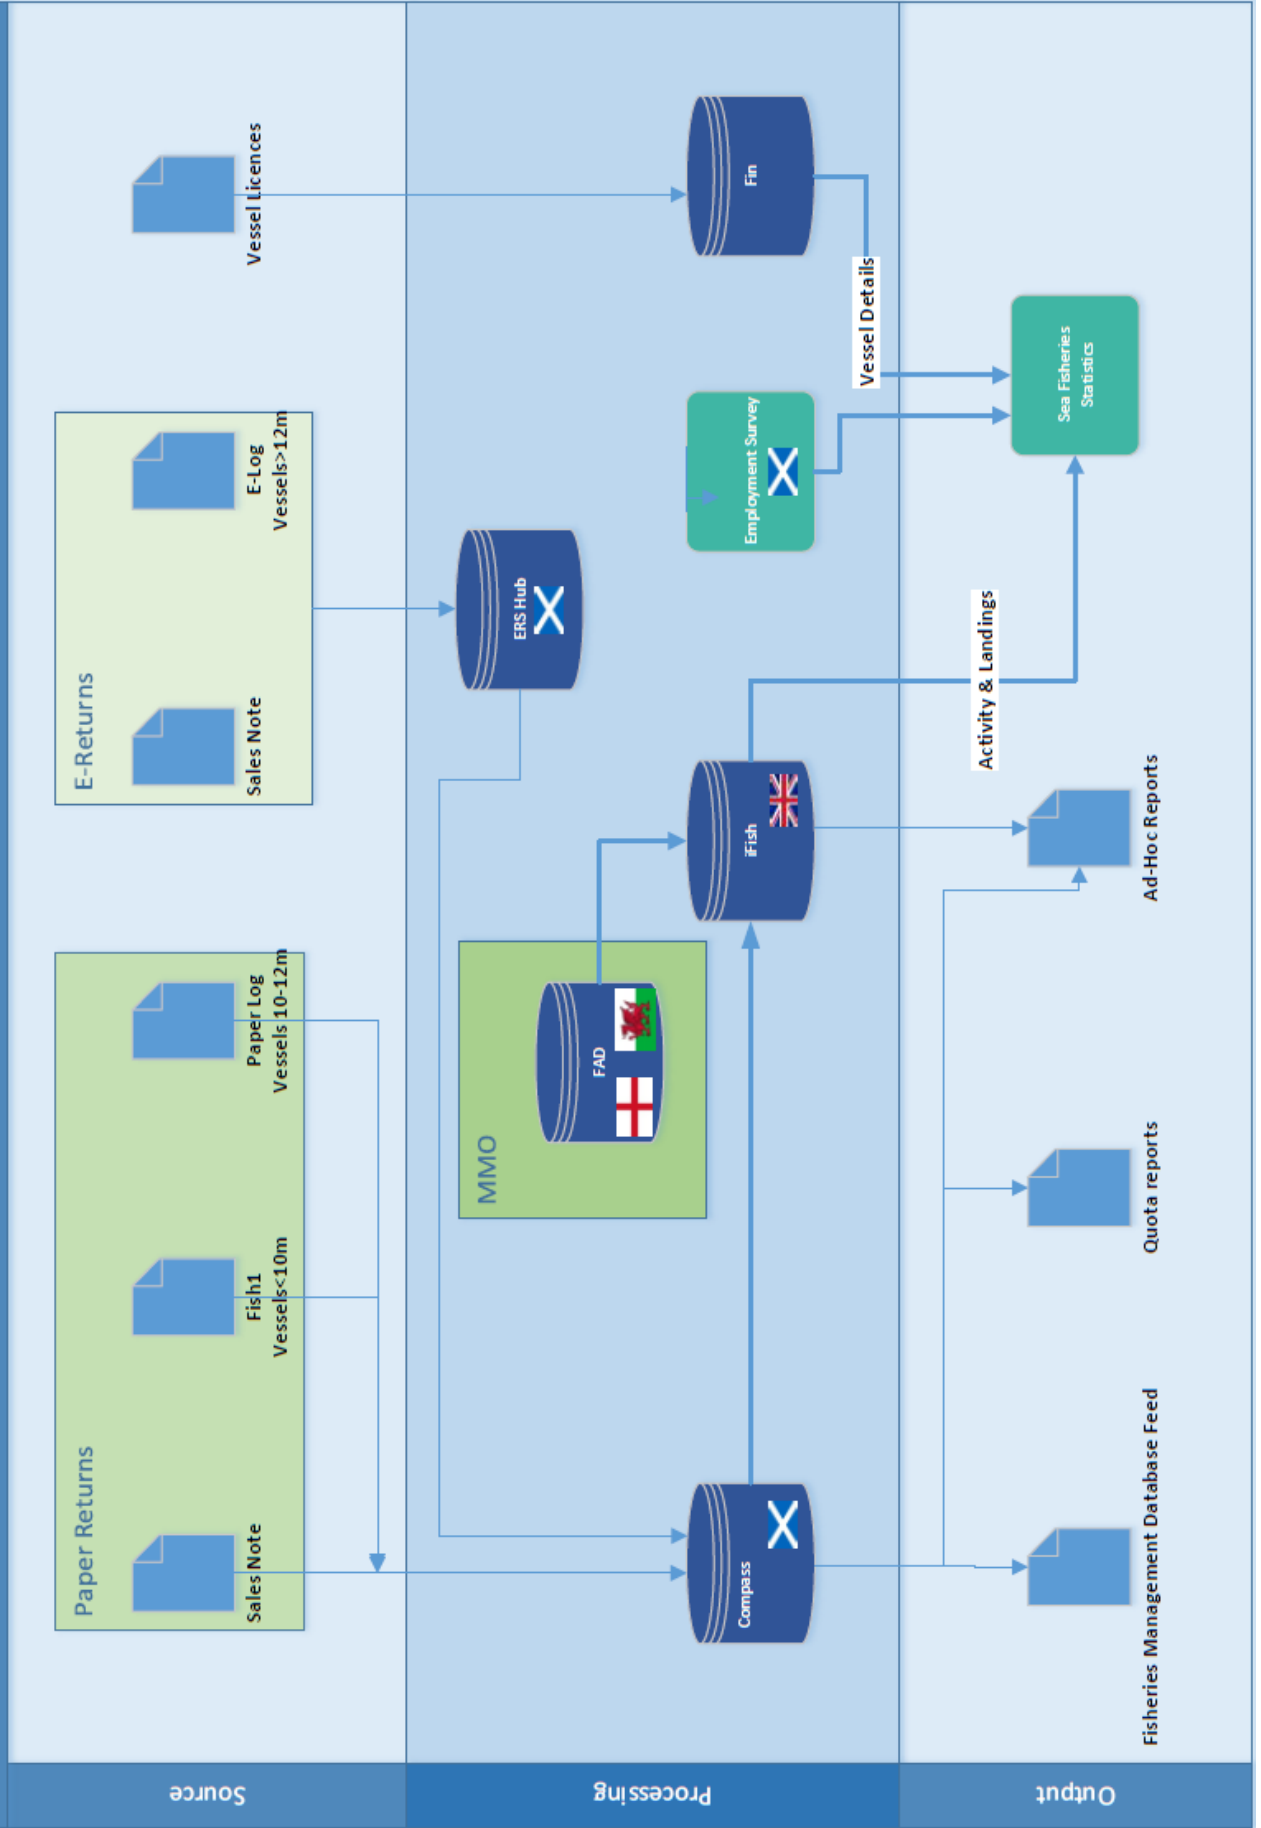 Source
Paper Returns
Sales Note
Fish1
Vessels<10m
Paper Log
Vessels 10-12m
E-Returns
Sales Note
E-Log
Vessels>12m
Vessel Licences
Processing
Compass
MMO
FAD
iFish
ERS Hub
Employment Survey
Fin
Vessel Details
Activity & Landings
Output
Fisheries Management Database Feed
Quota reports
Ad-Hoc Reports
Sea Fisheries
Statistics